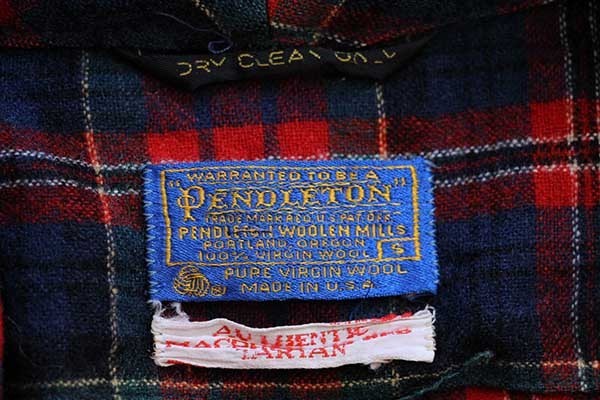 DRY CLEAN ONLY
WARRANTED TO BE A
"PENDLETON"
TRADE MARK REG. U.S. PAT. OFF.
PENDLETON WOOLEN MILLS
PORTLAND, OREGON
100% VIRGIN WOOL S
PURE VIRGIN WOOL
MADE IN U.S.A.
AUTHENTIC
TARTAN